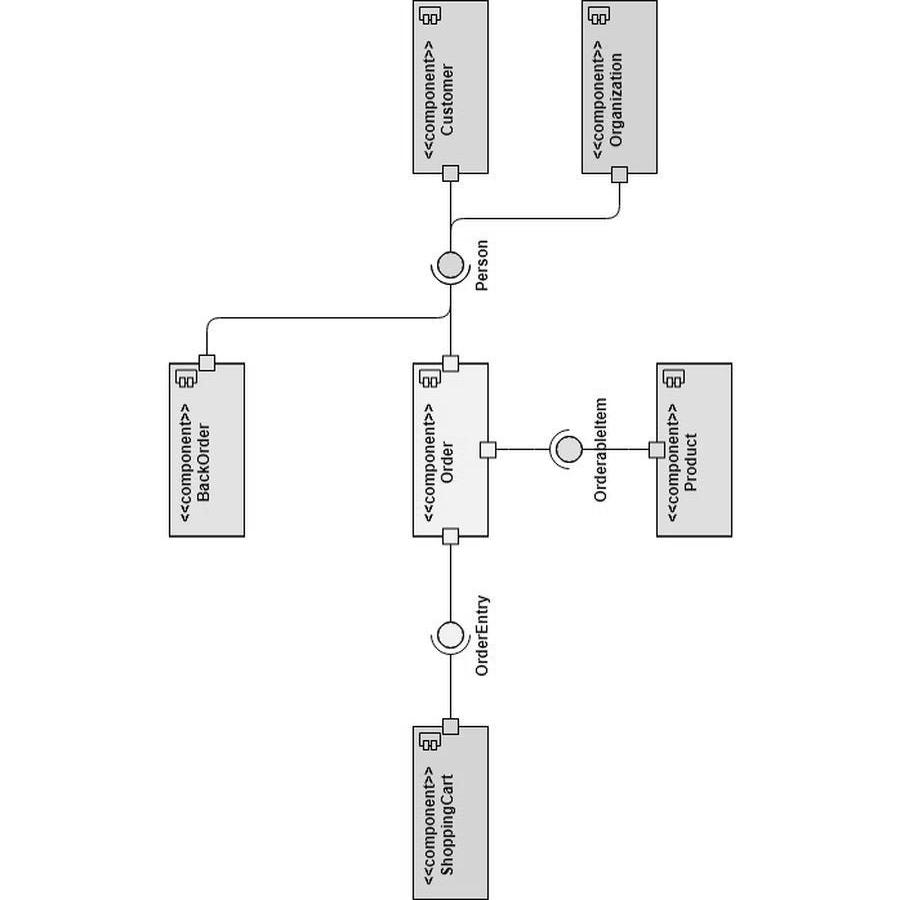 <<component>>
BackOrder
<<component>>
ShoppingCart
OrderEntry
<<component>>
Order
Person
<<component>>
Customer
OrderableItem
<<component>>
Organization
<<component>>
Product